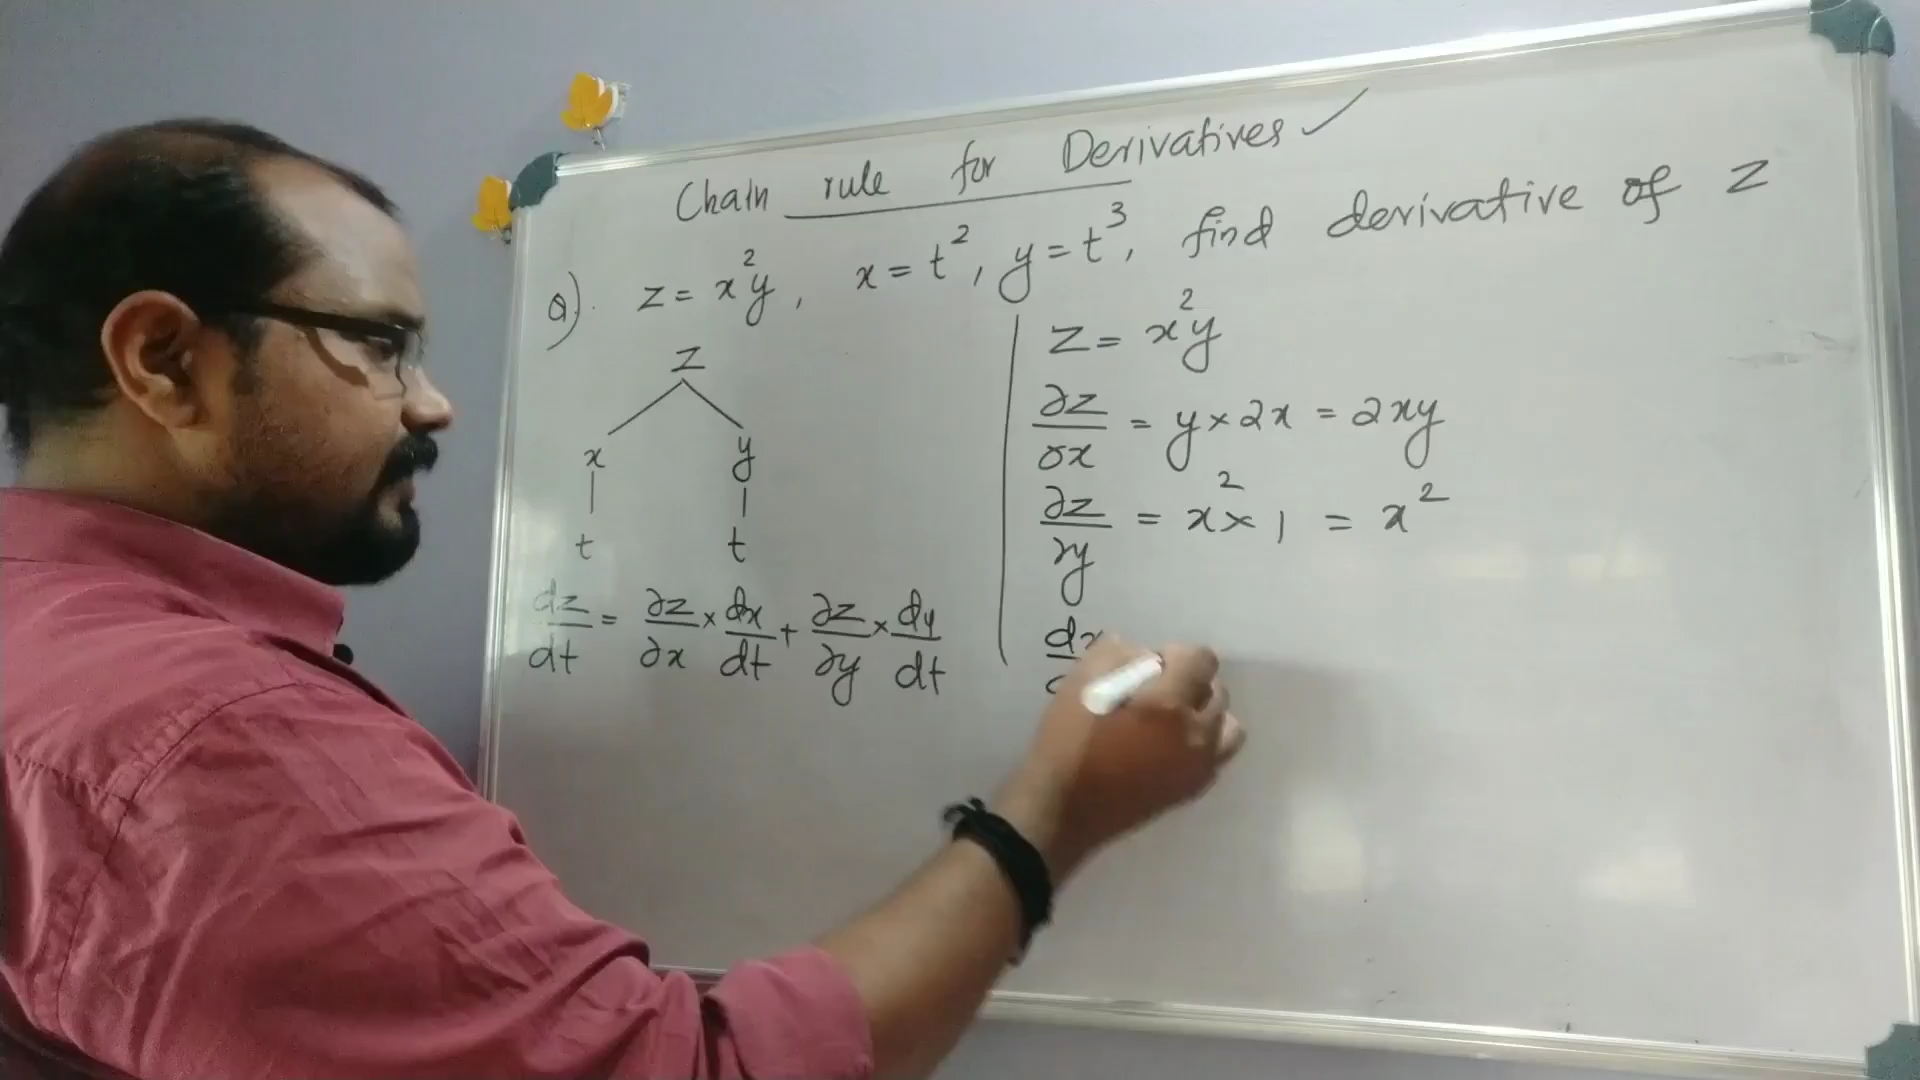 Chain rule for Derivatives ✓
Q). z = x²y, x = t², y = t³, find derivative of z
z
x y
t t
dz/dt = ∂z/∂x × dx/dt + ∂z/∂y × dy/dt
z = x²y
∂z/∂x = y × 2x = 2xy
∂z/∂y = x² × 1 = x²
dx